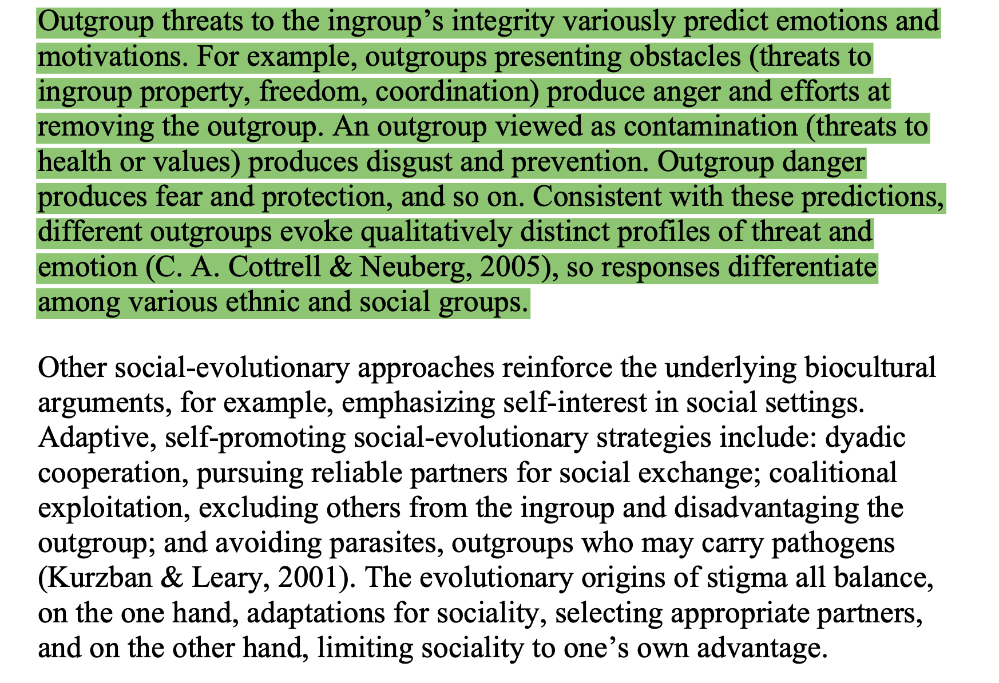 Outgroup threats to the ingroup’s integrity variously predict emotions and
motivations. For example, outgroups presenting obstacles (threats to
ingroup property, freedom, coordination) produce anger and efforts at
removing the outgroup. An outgroup viewed as contamination (threats to
health or values) produces disgust and prevention. Outgroup danger
produces fear and protection, and so on. Consistent with these predictions,
different outgroups evoke qualitatively distinct profiles of threat and
emotion (C. A. Cottrell & Neuberg, 2005), so responses differentiate
among various ethnic and social groups.
Other social-evolutionary approaches reinforce the underlying biocultural
arguments, for example, emphasizing self-interest in social settings.
Adaptive, self-promoting social-evolutionary strategies include: dyadic
cooperation, pursuing reliable partners for social exchange; coalitional
exploitation, excluding others from the ingroup and disadvantaging the
outgroup; and avoiding parasites, outgroups who may carry pathogens
(Kurzban & Leary, 2001). The evolutionary origins of stigma all balance,
on the one hand, adaptations for sociality, selecting appropriate partners,
and on the other hand, limiting sociality to one’s own advantage.